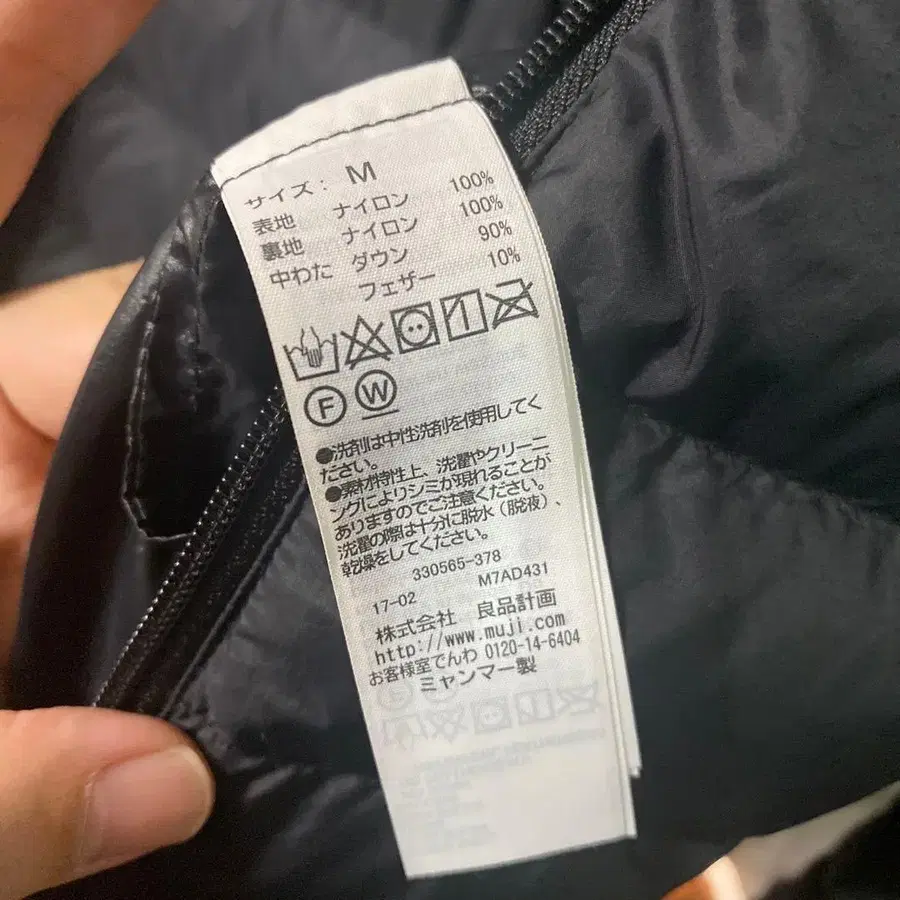 サイズ: M
表地 ナイロン 100%
裏地 ナイロン 100%
中わた ダウン 90%
フェザー 10%
F W
●洗剤は中性洗剤を使用してく
ださい。
●素材特性上、洗濯やクリーニ
ングによりシミが現れることが
ありますのでご注意ください。
洗濯の際は十分に脱水(脱液)、
乾燥をしてください。
330565-378
17-02 M7AD431
株式会社 良品計画
http://www.muji.com
お客様室でんわ 0120-14-6404
ミャンマー製